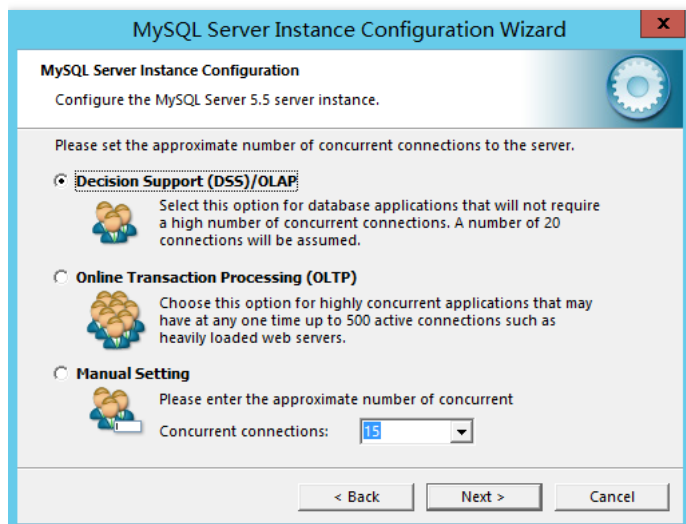 MySQL Server Instance Configuration Wizard
x
MySQL Server Instance Configuration
Configure the MySQL Server 5.5 server instance.
Please set the approximate number of concurrent connections to the server.
Decision Support (DSS)/OLAP
Select this option for database applications that will not require
a high number of concurrent connections. A number of 20
connections will be assumed.
Online Transaction Processing (OLTP)
Choose this option for highly concurrent applications that may
have at any one time up to 500 active connections such as
heavily loaded web servers.
Manual Setting
Please enter the approximate number of concurrent
Concurrent connections: 15
< Back Next > Cancel